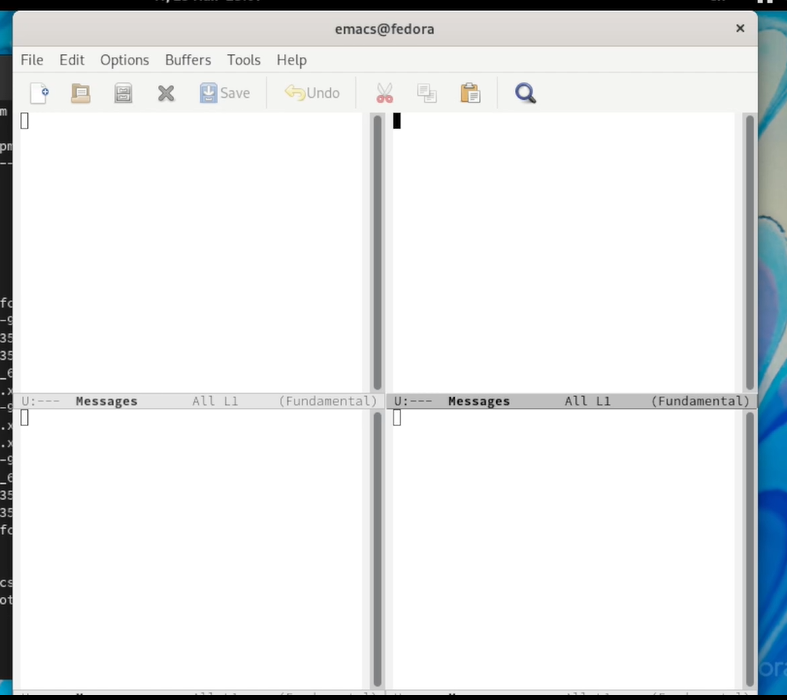 emacs@fedora
File Edit Options Buffers Tools Help
Save Undo
U:--- Messages All L1 (Fundamental) U:--- Messages All L1 (Fundamental)